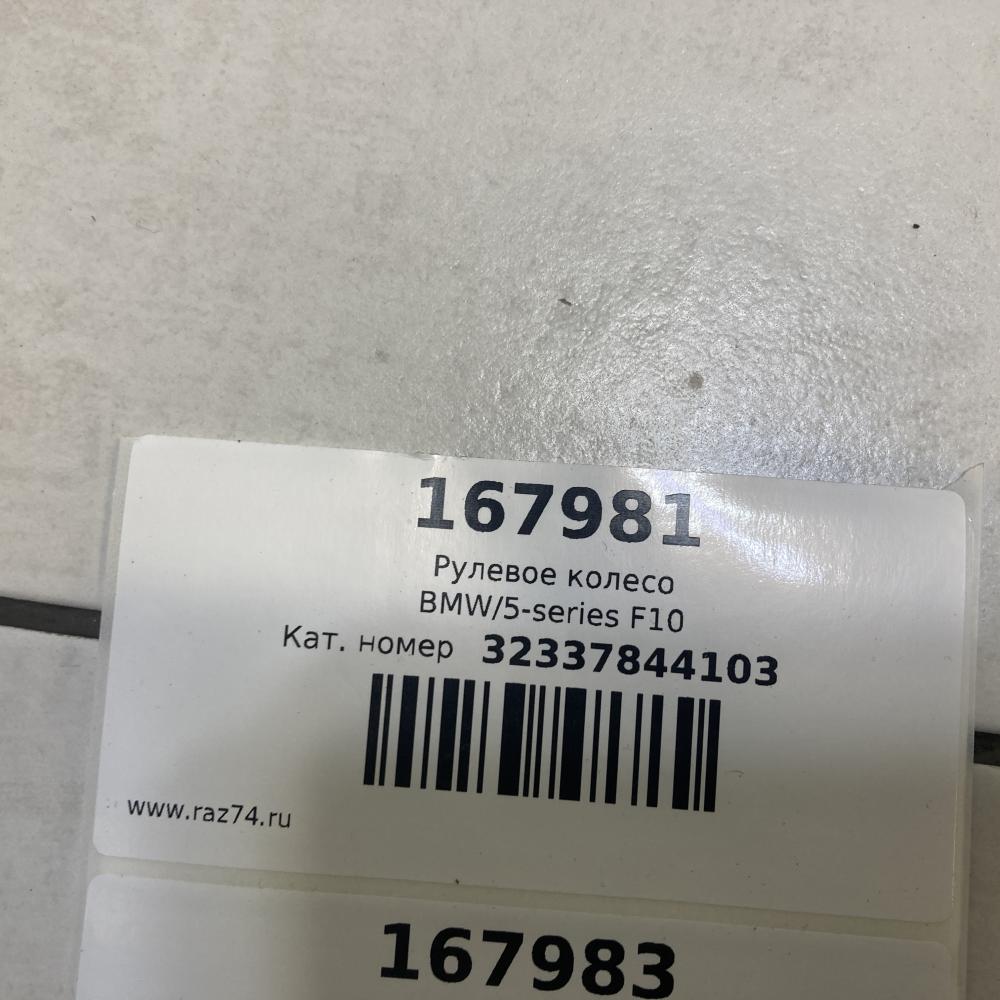 167981
Рулевое колесо
BMW/5-series F10
Кат. номер 32337844103
www.raz74.ru
167983